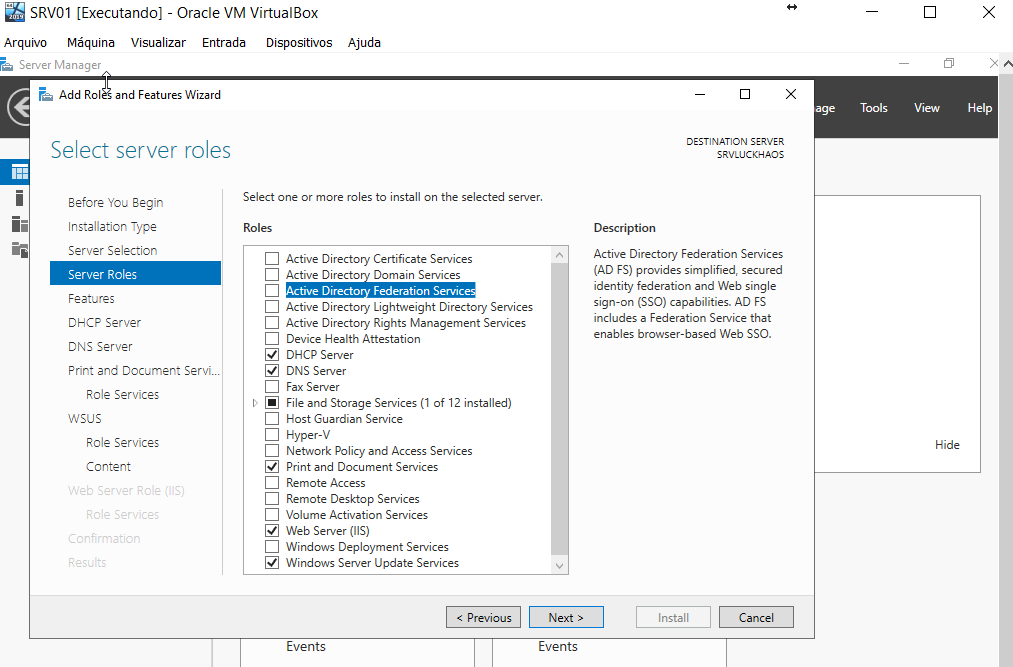 SRV01 [Executando] - Oracle VM VirtualBox
Arquivo Máquina Visualizar Entrada Dispositivos Ajuda
Server Manager
Add Roles and Features Wizard
age Tools View Help
Select server roles
DESTINATION SERVER
SRVLUCKHAOS
Before You Begin
Installation Type
Server Selection
Server Roles
Features
DHCP Server
DNS Server
Print and Document Servi...
Role Services
WSUS
Role Services
Content
Web Server Role (IIS)
Role Services
Confirmation
Results
Select one or more roles to install on the selected server.
Roles
Active Directory Certificate Services
Active Directory Domain Services
Active Directory Federation Services
Active Directory Lightweight Directory Services
Active Directory Rights Management Services
Device Health Attestation
DHCP Server
DNS Server
Fax Server
File and Storage Services (1 of 12 installed)
Host Guardian Service
Hyper-V
Network Policy and Access Services
Print and Document Services
Remote Access
Remote Desktop Services
Volume Activation Services
Web Server (IIS)
Windows Deployment Services
Windows Server Update Services
Description
Active Directory Federation Services
(AD FS) provides simplified, secured
identity federation and Web single
sign-on (SSO) capabilities. AD FS
includes a Federation Service that
enables browser-based Web SSO.
Hide
< Previous Next > Install Cancel
Events Events